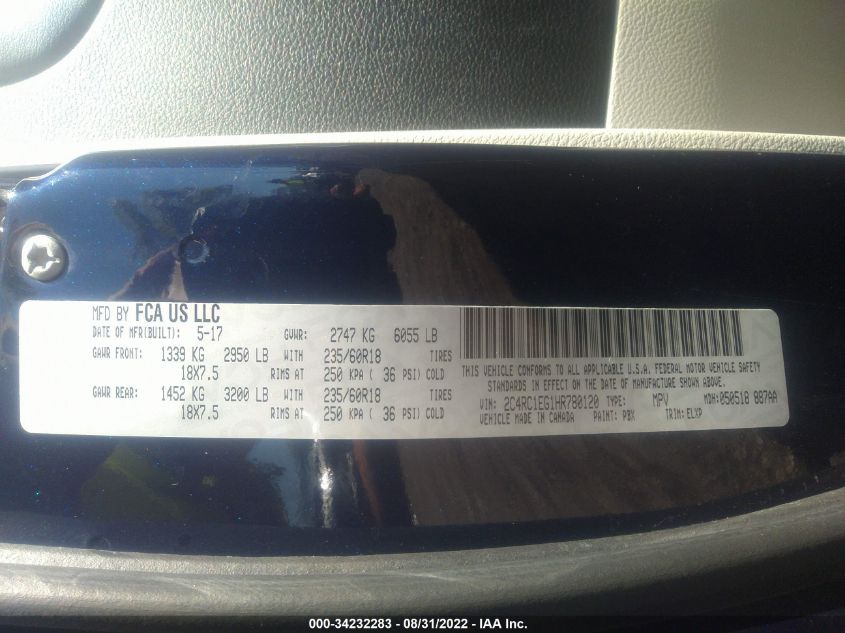 MFD BY FCA US LLC
DATE OF MFR(BUILT): 5-17 GVWR: 2747 KG 6055 LB
GAWR FRONT: 1339 KG 2950 LB WITH 235/60R18 TIRES
18X7.5 RIMS AT 250 KPA ( 36 PSI) COLD
GAWR REAR: 1452 KG 3200 LB WITH 235/60R18 TIRES
18X7.5 RIMS AT 250 KPA ( 36 PSI) COLD
THIS VEHICLE CONFORMS TO ALL APPLICABLE U.S.A. FEDERAL MOTOR VEHICLE SAFETY
STANDARDS IN EFFECT ON THE DATE OF MANUFACTURE SHOWN ABOVE.
VIN: 2C4RC1EG1HR780120 TYPE: MPV MDH: 050518 887AA
VEHICLE MADE IN CANADA PAINT: PBX TRIM: ELXP
000-34232283 - 08/31/2022 - IAA Inc.